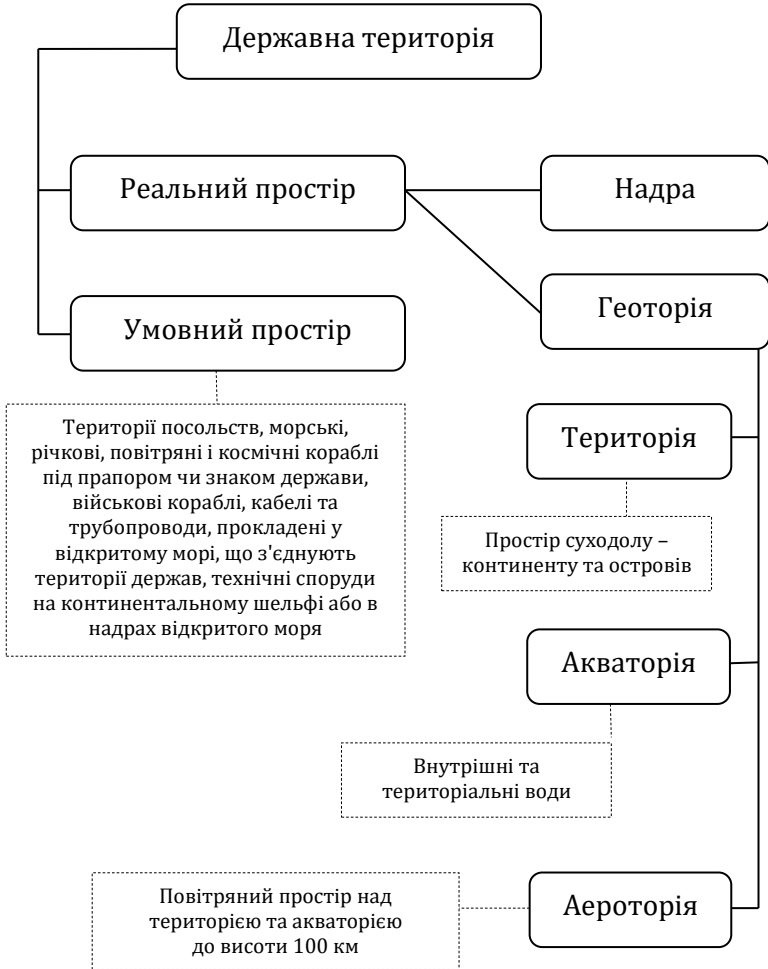 Державна територія
Реальний простір
Надра
Геоторія
Умовний простір
Території посольств, морські,
річкові, повітряні і космічні кораблі
під прапором чи знаком держави,
військові кораблі, кабелі та
трубопроводи, прокладені у
відкритому морі, що з'єднують
території держав, технічні споруди
на континентальному шельфі або в
надрах відкритого моря
Територія
Простір суходолу –
континенту та островів
Акваторія
Внутрішні та
територіальні води
Аероторія
Повітряний простір над
територією та акваторією
до висоти 100 км